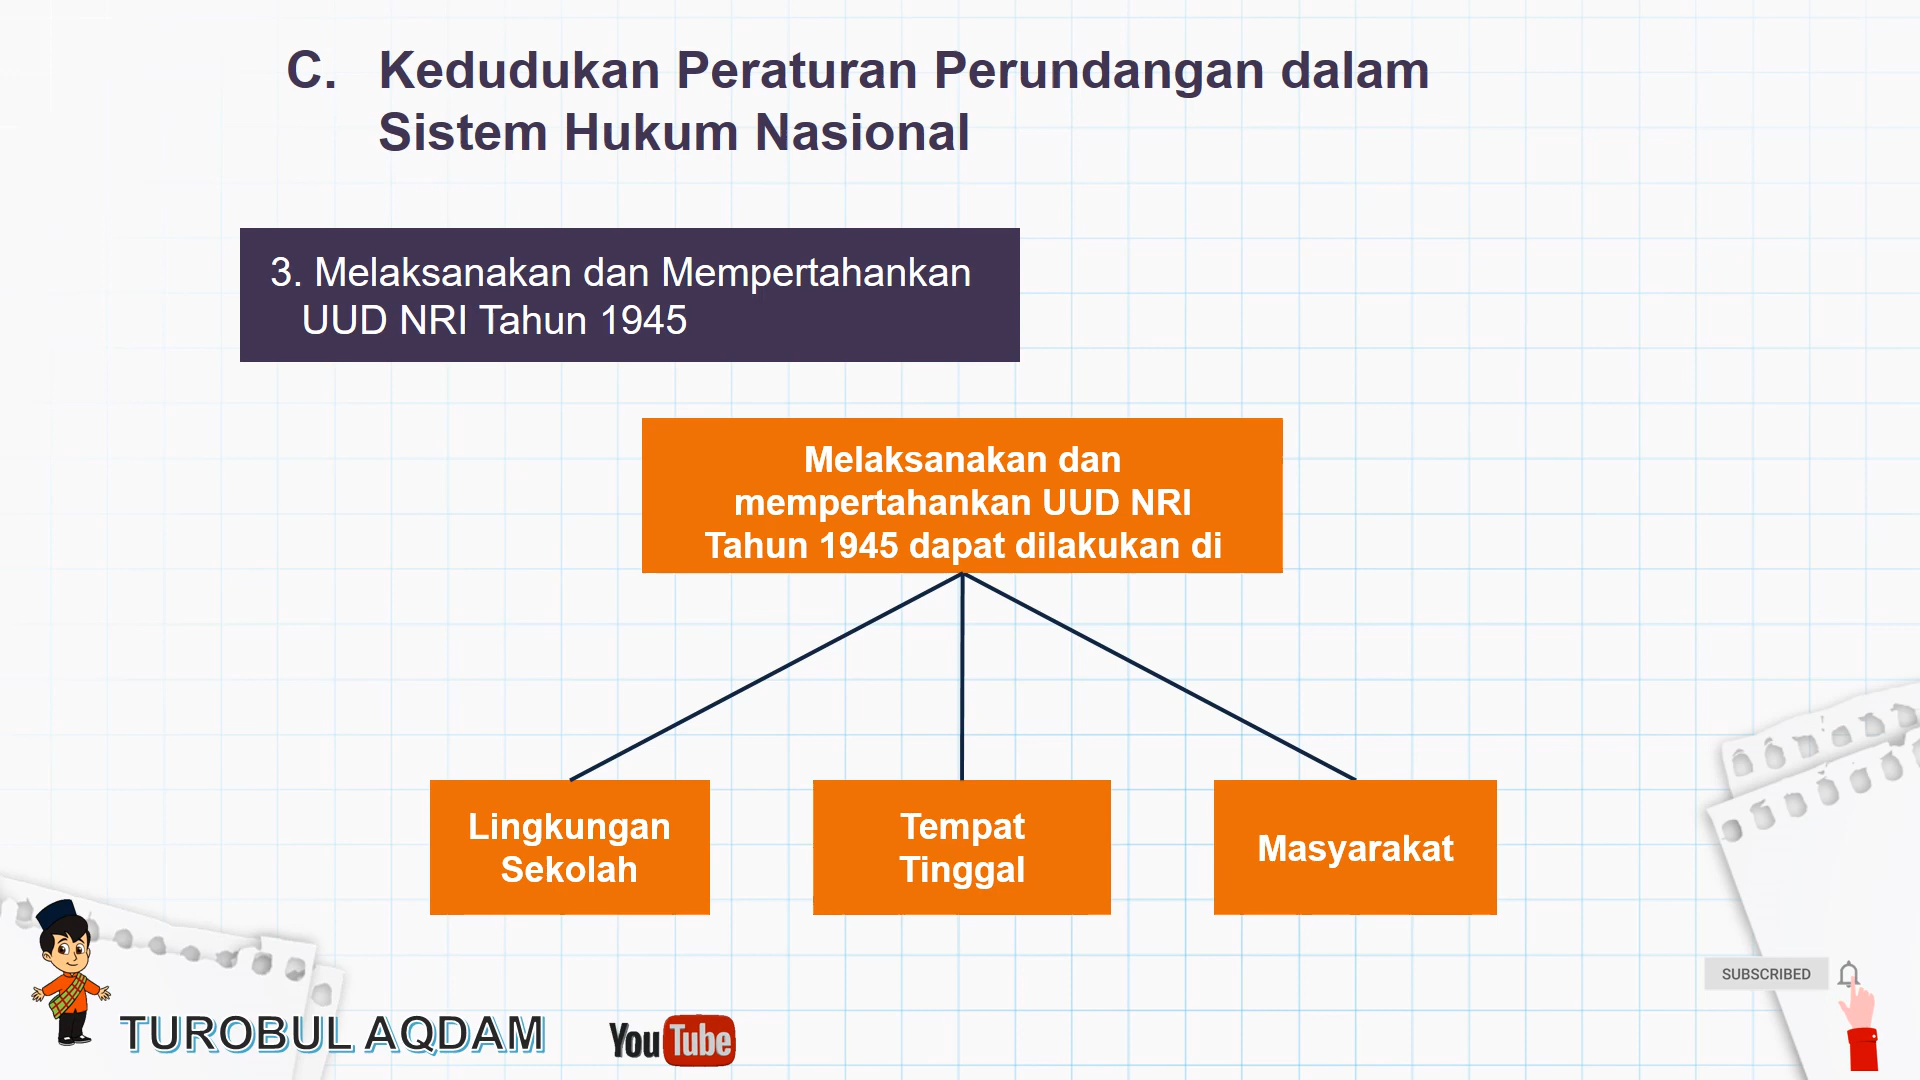 C. Kedudukan Peraturan Perundangan dalam
Sistem Hukum Nasional
3. Melaksanakan dan Mempertahankan
UUD NRI Tahun 1945
Melaksanakan dan
mempertahankan UUD NRI
Tahun 1945 dapat dilakukan di
Lingkungan
Sekolah
Tempat
Tinggal
Masyarakat
SUBSCRIBED
TUROBUL AQDAM
YouTube